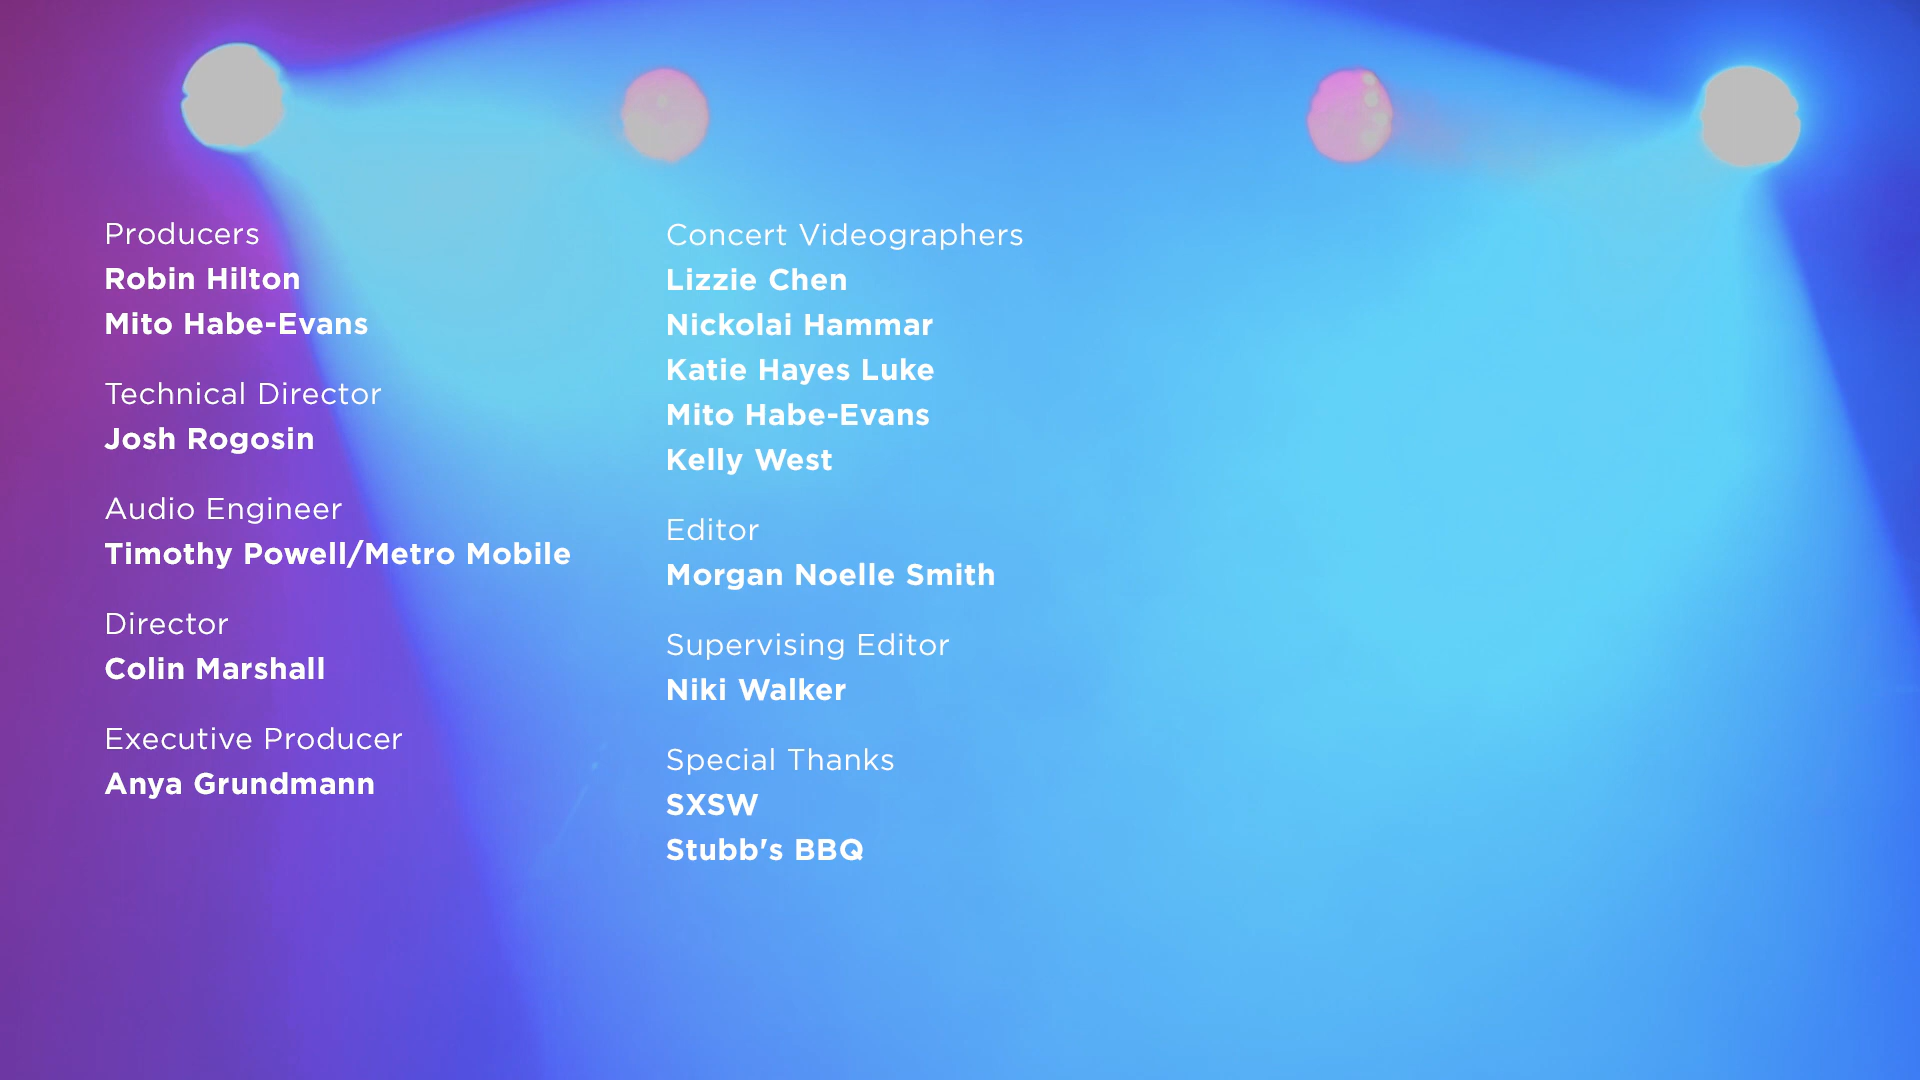 Producers
Robin Hilton
Mito Habe-Evans
Technical Director
Josh Rogosin
Audio Engineer
Timothy Powell/Metro Mobile
Director
Colin Marshall
Executive Producer
Anya Grundmann
Concert Videographers
Lizzie Chen
Nickolai Hammar
Katie Hayes Luke
Mito Habe-Evans
Kelly West
Editor
Morgan Noelle Smith
Supervising Editor
Niki Walker
Special Thanks
SXSW
Stubb's BBQ